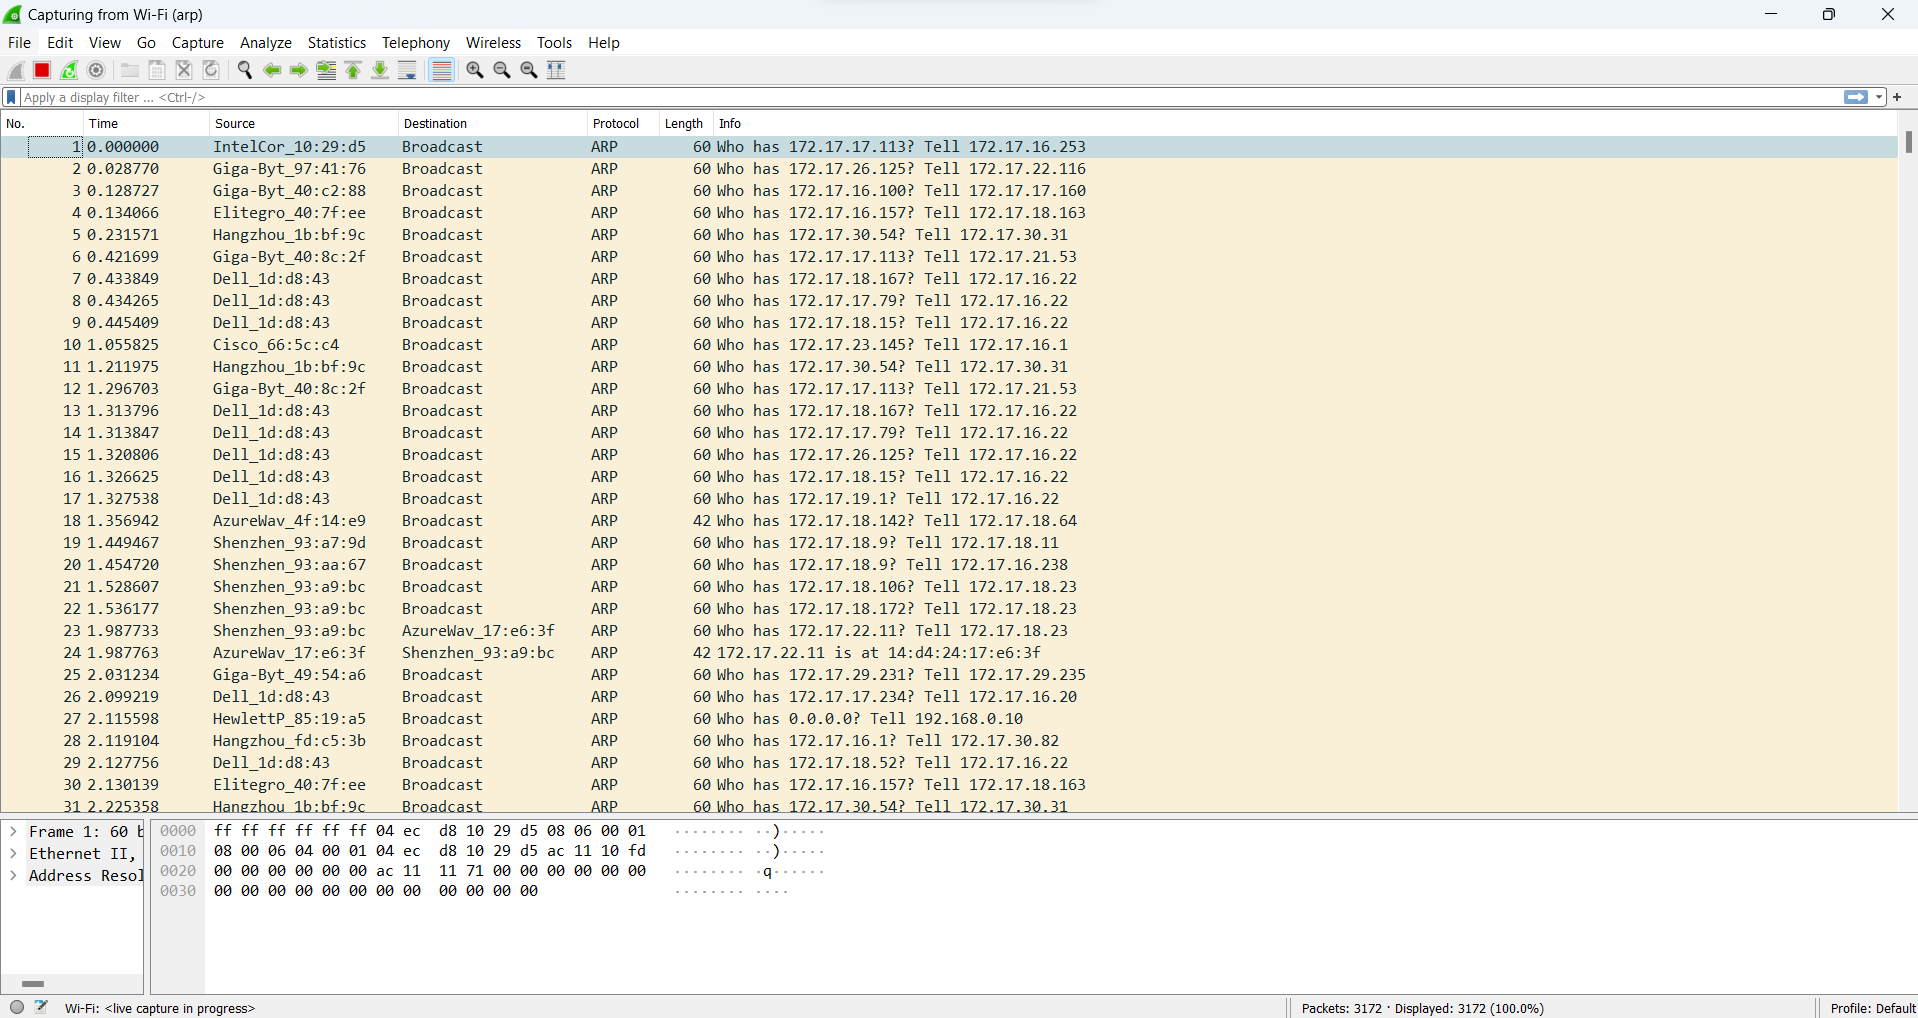 Capturing from Wi-Fi (arp)
File Edit View Go Capture Analyze Statistics Telephony Wireless Tools Help
Apply a display filter ... <Ctrl-/>
No. Time Source Destination Protocol Length Info
1 0.000000 IntelCor_10:29:d5 Broadcast ARP 60 Who has 172.17.17.113? Tell 172.17.16.253
2 0.028770 Giga-Byt_97:41:76 Broadcast ARP 60 Who has 172.17.26.125? Tell 172.17.22.116
3 0.128727 Giga-Byt_40:c2:88 Broadcast ARP 60 Who has 172.17.16.100? Tell 172.17.17.160
4 0.134066 Elitegro_40:7f:ee Broadcast ARP 60 Who has 172.17.16.157? Tell 172.17.18.163
5 0.231571 Hangzhou_1b:bf:9c Broadcast ARP 60 Who has 172.17.30.54? Tell 172.17.30.31
6 0.421699 Giga-Byt_40:8c:2f Broadcast ARP 60 Who has 172.17.17.113? Tell 172.17.21.53
7 0.433849 Dell_1d:d8:43 Broadcast ARP 60 Who has 172.17.18.167? Tell 172.17.16.22
8 0.434265 Dell_1d:d8:43 Broadcast ARP 60 Who has 172.17.17.79? Tell 172.17.16.22
9 0.445409 Dell_1d:d8:43 Broadcast ARP 60 Who has 172.17.18.15? Tell 172.17.16.22
10 1.055825 Cisco_66:5c:c4 Broadcast ARP 60 Who has 172.17.23.145? Tell 172.17.16.1
11 1.211975 Hangzhou_1b:bf:9c Broadcast ARP 60 Who has 172.17.30.54? Tell 172.17.30.31
12 1.296703 Giga-Byt_40:8c:2f Broadcast ARP 60 Who has 172.17.17.113? Tell 172.17.21.53
13 1.313796 Dell_1d:d8:43 Broadcast ARP 60 Who has 172.17.18.167? Tell 172.17.16.22
14 1.313847 Dell_1d:d8:43 Broadcast ARP 60 Who has 172.17.17.79? Tell 172.17.16.22
15 1.320806 Dell_1d:d8:43 Broadcast ARP 60 Who has 172.17.26.125? Tell 172.17.16.22
16 1.326625 Dell_1d:d8:43 Broadcast ARP 60 Who has 172.17.18.15? Tell 172.17.16.22
17 1.327538 Dell_1d:d8:43 Broadcast ARP 60 Who has 172.17.19.1? Tell 172.17.16.22
18 1.356942 AzureWav_4f:14:e9 Broadcast ARP 42 Who has 172.17.18.142? Tell 172.17.18.64
19 1.449467 Shenzhen_93:a7:9d Broadcast ARP 60 Who has 172.17.18.9? Tell 172.17.18.11
20 1.454720 Shenzhen_93:aa:67 Broadcast ARP 60 Who has 172.17.18.9? Tell 172.17.16.238
21 1.528607 Shenzhen_93:a9:bc Broadcast ARP 60 Who has 172.17.18.106? Tell 172.17.18.23
22 1.536177 Shenzhen_93:a9:bc Broadcast ARP 60 Who has 172.17.18.172? Tell 172.17.18.23
23 1.987733 Shenzhen_93:a9:bc AzureWav_17:e6:3f ARP 60 Who has 172.17.22.11? Tell 172.17.18.23
24 1.987763 AzureWav_17:e6:3f Shenzhen_93:a9:bc ARP 42 172.17.22.11 is at 14:d4:24:17:e6:3f
25 2.031234 Giga-Byt_49:54:a6 Broadcast ARP 60 Who has 172.17.29.231? Tell 172.17.29.235
26 2.099219 Dell_1d:d8:43 Broadcast ARP 60 Who has 172.17.17.234? Tell 172.17.16.20
27 2.115598 HewlettP_85:19:a5 Broadcast ARP 60 Who has 0.0.0.0? Tell 192.168.0.10
28 2.119104 Hangzhou_fd:c5:3b Broadcast ARP 60 Who has 172.17.16.1? Tell 172.17.30.82
29 2.127756 Dell_1d:d8:43 Broadcast ARP 60 Who has 172.17.18.52? Tell 172.17.16.22
30 2.130139 Elitegro_40:7f:ee Broadcast ARP 60 Who has 172.17.16.157? Tell 172.17.18.163
31 2.225358 Hangzhou_1b:bf:9c Broadcast ARP 60 Who has 172.17.30.54? Tell 172.17.30.31
Frame 1: 60 b
Ethernet II,
Address Resol
0000 ff ff ff ff ff ff 04 ec d8 10 29 d5 08 06 00 01 ········ ··)·····
0010 08 00 06 04 00 01 04 ec d8 10 29 d5 ac 11 10 fd ········ ··)·····
0020 00 00 00 00 00 00 ac 11 11 71 00 00 00 00 00 00 ········ ·q······
0030 00 00 00 00 00 00 00 00 00 00 00 00 ········ ····
Wi-Fi: <live capture in progress>
Packets: 3172 · Displayed: 3172 (100.0%)
Profile: Default